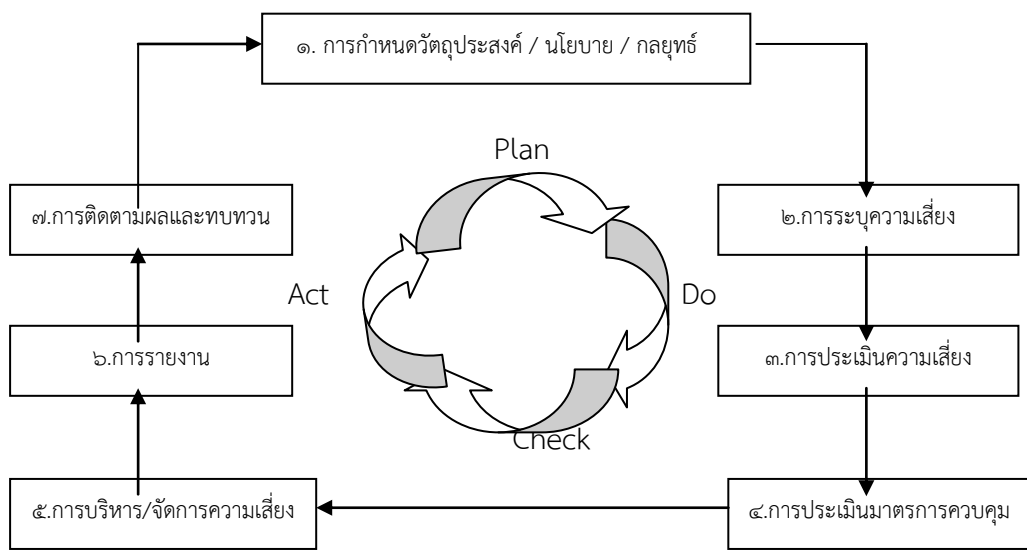 ๑. การกำหนดวัตถุประสงค์ / นโยบาย / กลยุทธ์
Plan
๗.การติดตามผลและทบทวน
๒.การระบุความเสี่ยง
Act
Do
๖.การรายงาน
๓.การประเมินความเสี่ยง
Check
๕.การบริหาร/จัดการความเสี่ยง
๔.การประเมินมาตรการควบคุม